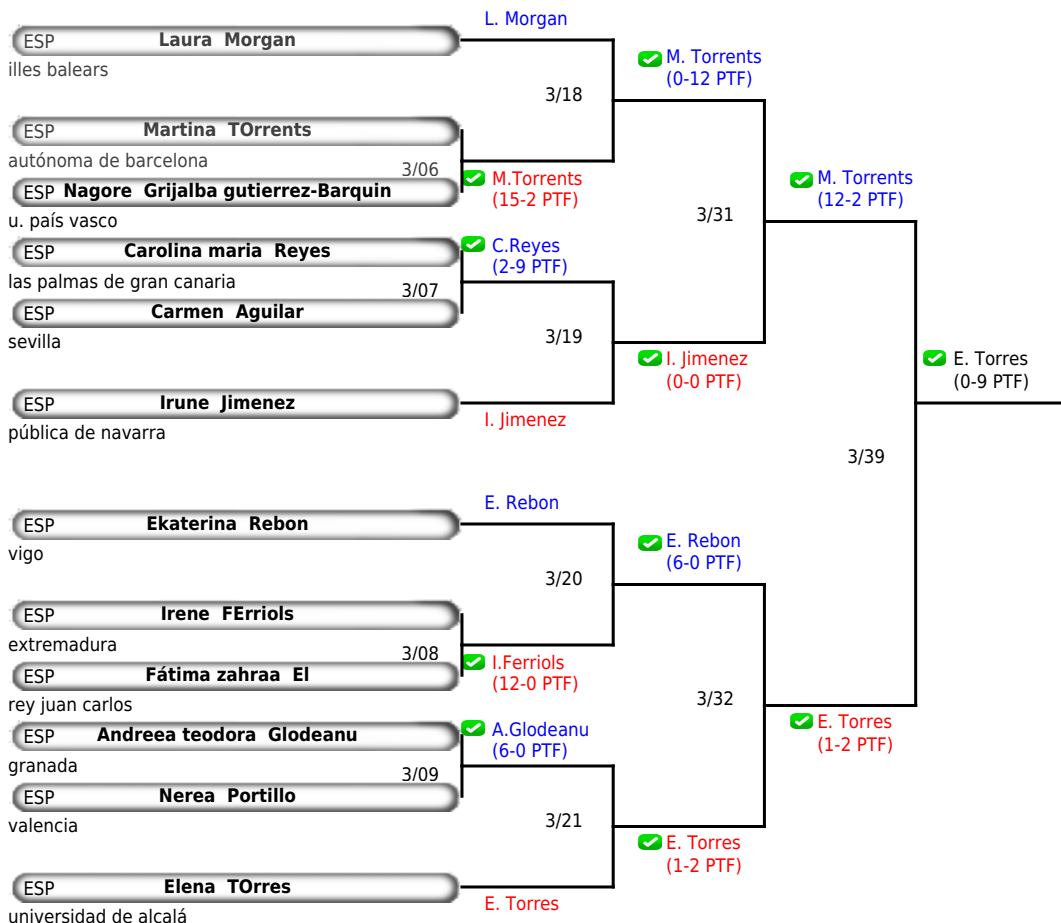 L. Morgan
ESP Laura Morgan
illes balears
M. Torrents
(0-12 PTF)
3/18
ESP Martina TOrrents
autónoma de barcelona
3/06
M.Torrents
(15-2 PTF)
ESP Nagore Grijalba gutierrez-Barquin
u. país vasco
M. Torrents
(12-2 PTF)
3/31
ESP Carolina maria Reyes
las palmas de gran canaria
C.Reyes
(2-9 PTF)
3/07
ESP Carmen Aguilar
sevilla
3/19
I. Jimenez
(0-0 PTF)
E. Torres
(0-9 PTF)
ESP Irune Jimenez
pública de navarra
I. Jimenez
3/39
E. Rebon
ESP Ekaterina Rebon
vigo
E. Rebon
(6-0 PTF)
3/20
ESP Irene FErriols
extremadura
3/08
I.Ferriols
(12-0 PTF)
ESP Fátima zahraa El
rey juan carlos
3/32
E. Torres
(1-2 PTF)
ESP Andreea teodora Glodeanu
granada
A.Glodeanu
(6-0 PTF)
3/09
ESP Nerea Portillo
valencia
3/21
E. Torres
(1-2 PTF)
ESP Elena TOrres
universidad de alcalá
E. Torres